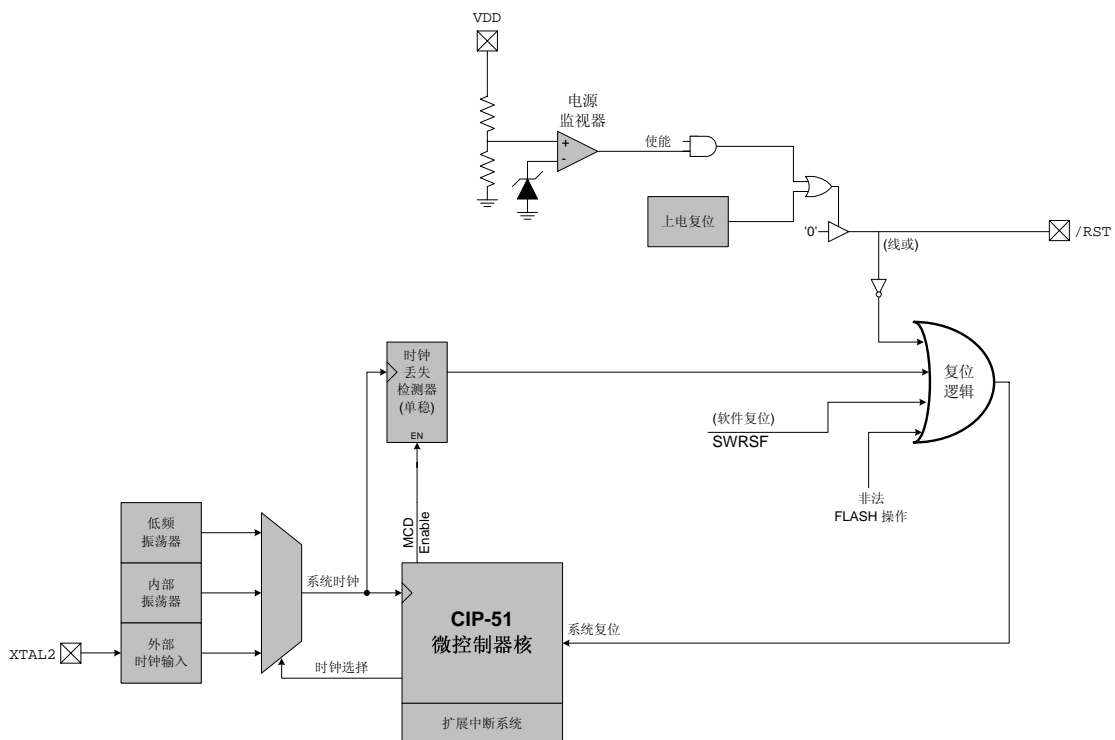 VDD
电源
监视器
+
-
使能
上电复位
'0'
(线或)
/RST
时钟
丢失
检测器
(单稳)
EN
复位
逻辑
(软件复位)
SWRSF
非法
FLASH 操作
MCD
Enable
低频
振荡器
内部
振荡器
外部
时钟输入
XTAL2
系统时钟
时钟选择
CIP-51
微控制器核
系统复位
扩展中断系统